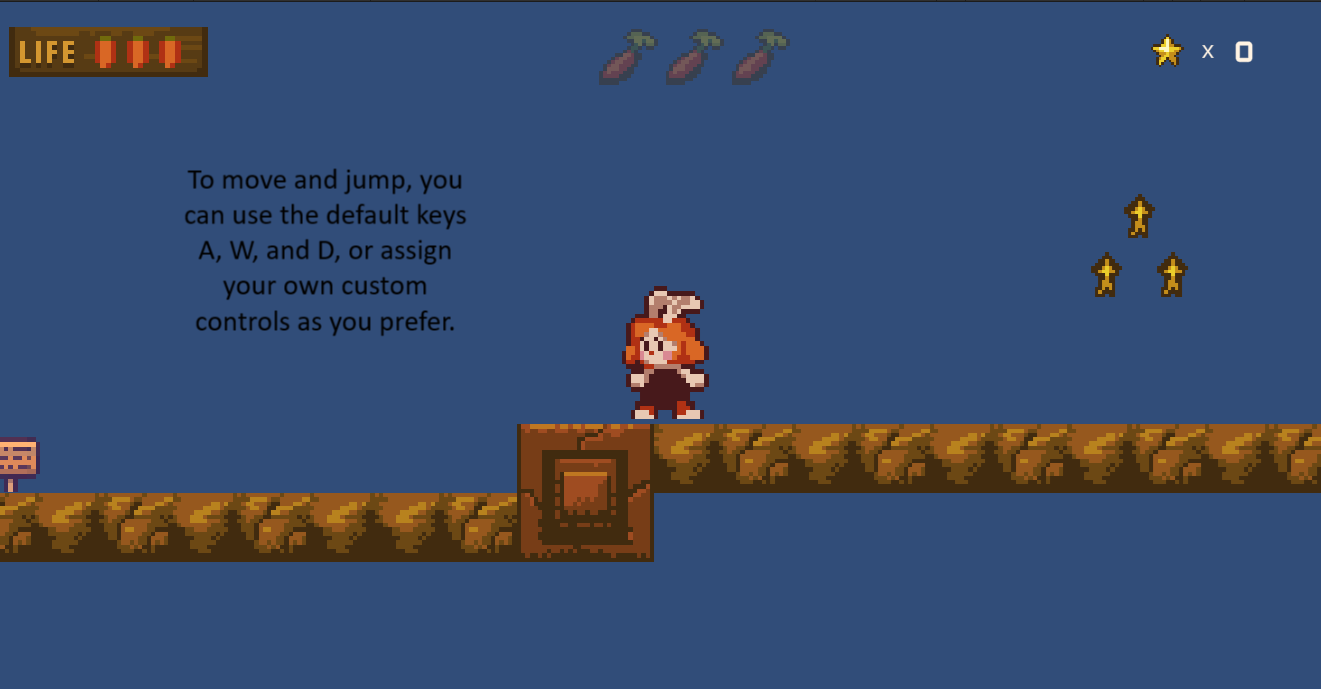 LIFE
x 0
To move and jump, you
can use the default keys
A, W, and D, or assign
your own custom
controls as you prefer.